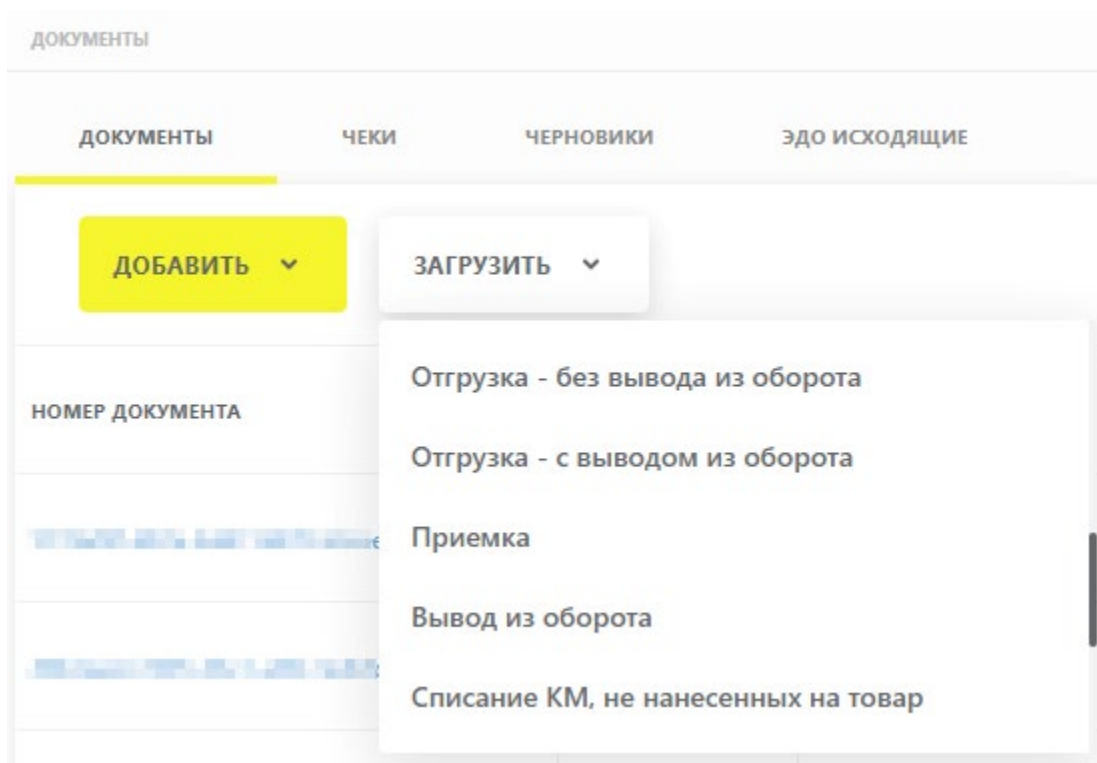 ДОКУМЕНТЫ
ДОКУМЕНТЫ ЧЕКИ ЧЕРНОВИКИ ЭДО ИСХОДЯЩИЕ
ДОБАВИТЬ ЗАГРУЗИТЬ
Отгрузка - без вывода из оборота
НОМЕР ДОКУМЕНТА
Отгрузка - с выводом из оборота
Приемка
Вывод из оборота
Списание КМ, не нанесенных на товар